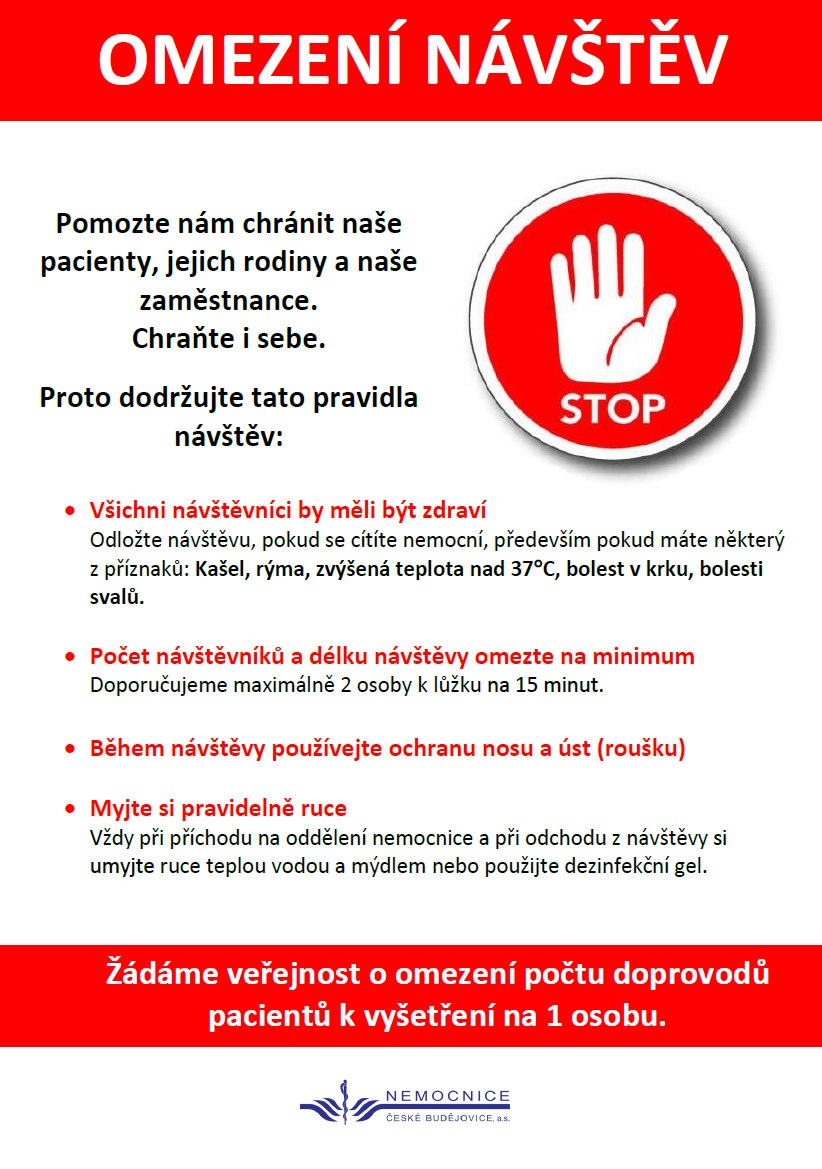 OMEZENÍ NÁVŠTĚV
Pomozte nám chránit naše
pacienty, jejich rodiny a naše
zaměstnance.
Chraňte i sebe.
Proto dodržujte tato pravidla
návštěv:
STOP
• Všichni návštěvníci by měli být zdraví
Odložte návštěvu, pokud se cítíte nemocní, především pokud máte některý
z příznaků: Kašel, rýma, zvýšená teplota nad 37°C, bolest v krku, bolesti
svalů.
• Počet návštěvníků a délku návštěvy omezte na minimum
Doporučujeme maximálně 2 osoby k lůžku na 15 minut.
• Během návštěvy používejte ochranu nosu a úst (roušku)
• Myjte si pravidelně ruce
Vždy při příchodu na oddělení nemocnice a při odchodu z návštěvy si
umyjte ruce teplou vodou a mýdlem nebo použijte dezinfekční gel.
Žádáme veřejnost o omezení počtu doprovodů
pacientů k vyšetření na 1 osobu.
NEMOCNICE
ČESKÉ BUDĚJOVICE, a.s.